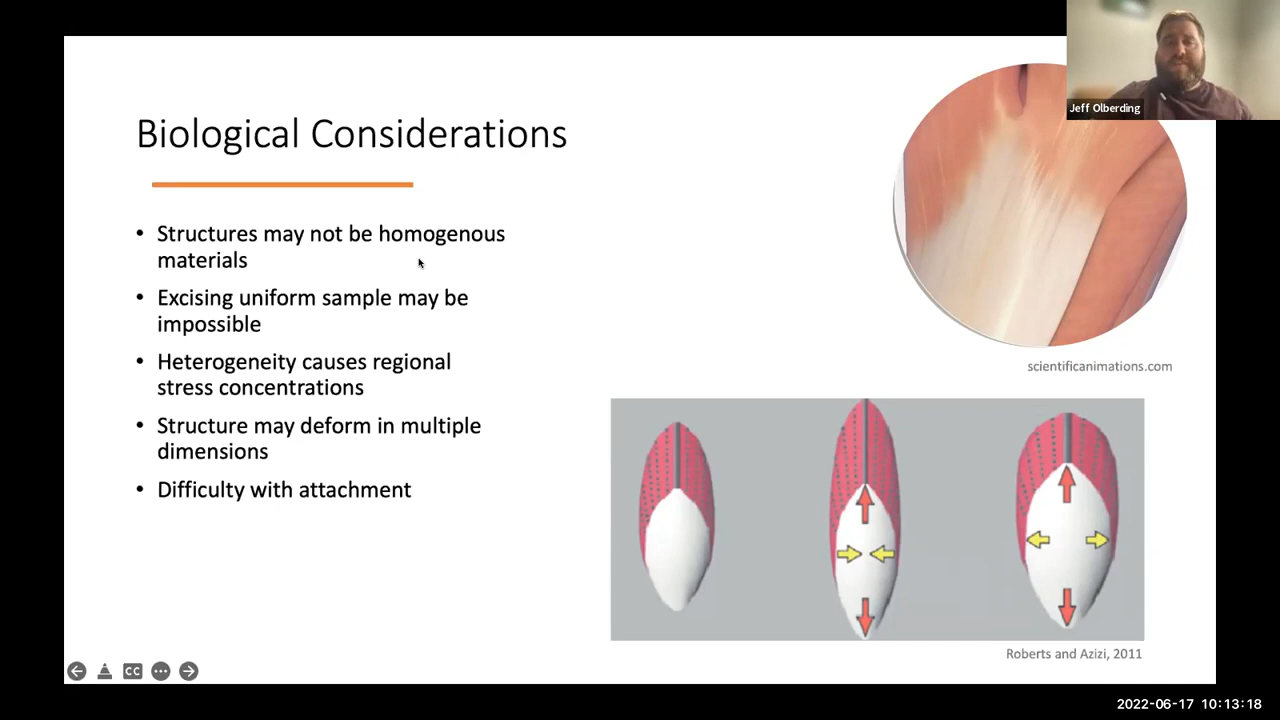 Jeff Olberding
Biological Considerations
• Structures may not be homogenous
materials
• Excising uniform sample may be
impossible
• Heterogeneity causes regional
stress concentrations
• Structure may deform in multiple
dimensions
• Difficulty with attachment
scientificanimations.com
Roberts and Azizi, 2011
CC
2022-06-17 10:13:18